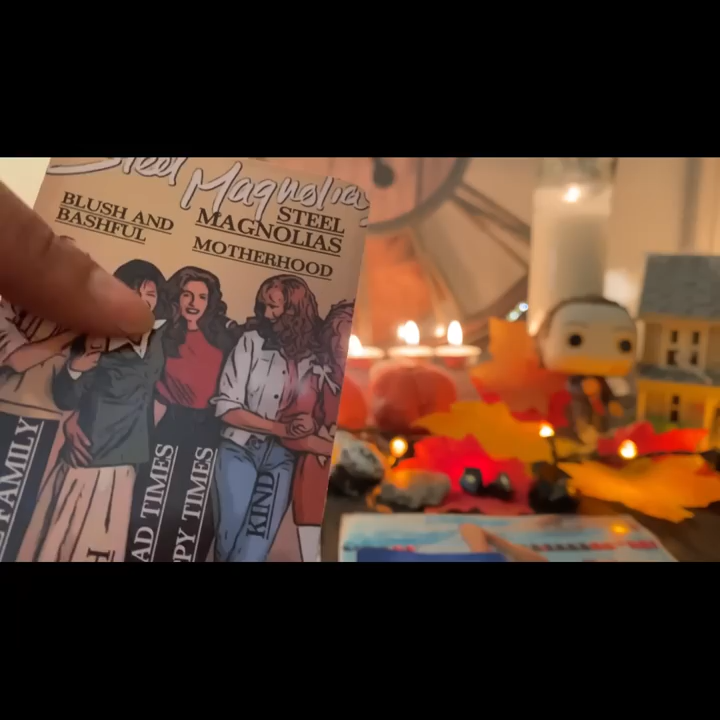 Steel Magnolias
BLUSH AND
BASHFUL
STEEL
MAGNOLIAS
MOTHERHOOD
FAMILY
AD TIMES
PPY TIMES
KIND
H